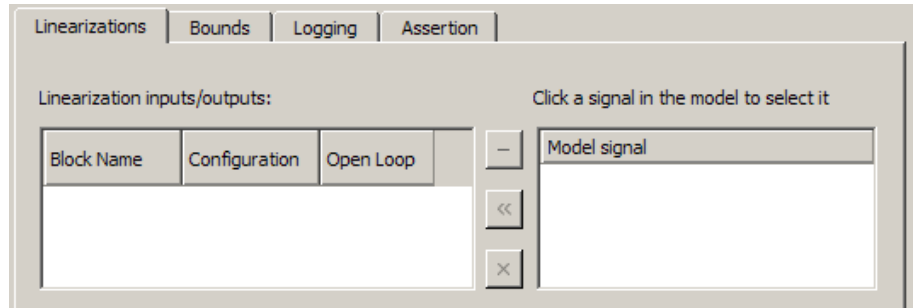 Linearizations Bounds Logging Assertion
Linearization inputs/outputs: Click a signal in the model to select it
Block Name Configuration Open Loop Model signal